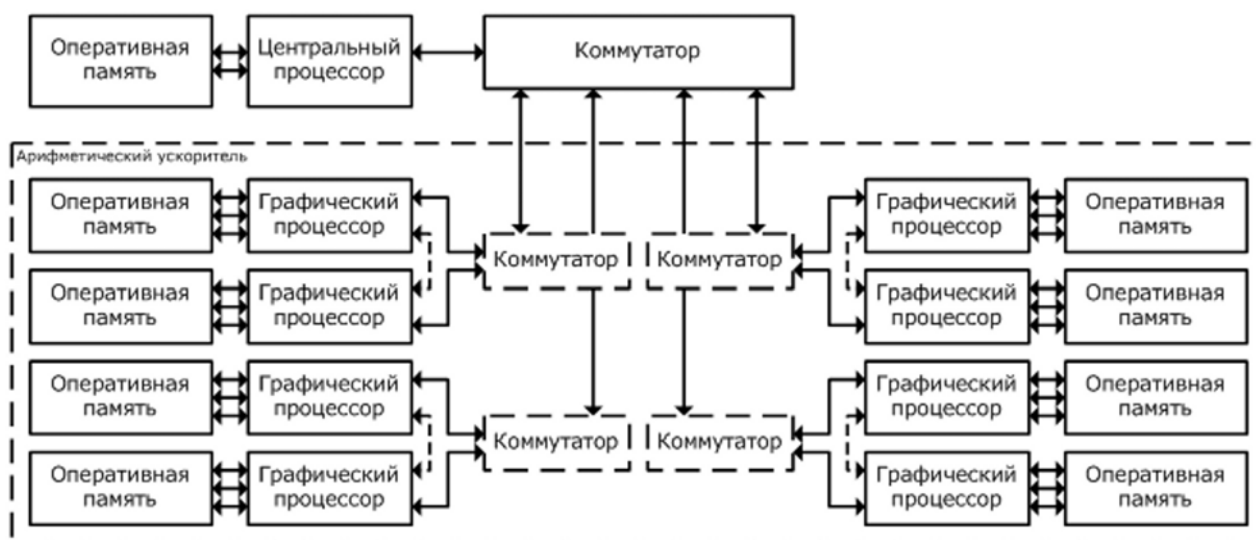 Оперативная
память
Центральный
процессор
Коммутатор
Арифметический ускоритель
Оперативная
память
Графический
процессор
Графический
процессор
Оперативная
память
Коммутатор
Коммутатор
Оперативная
память
Графический
процессор
Графический
процессор
Оперативная
память
Оперативная
память
Графический
процессор
Графический
процессор
Оперативная
память
Коммутатор
Коммутатор
Оперативная
память
Графический
процессор
Графический
процессор
Оперативная
память